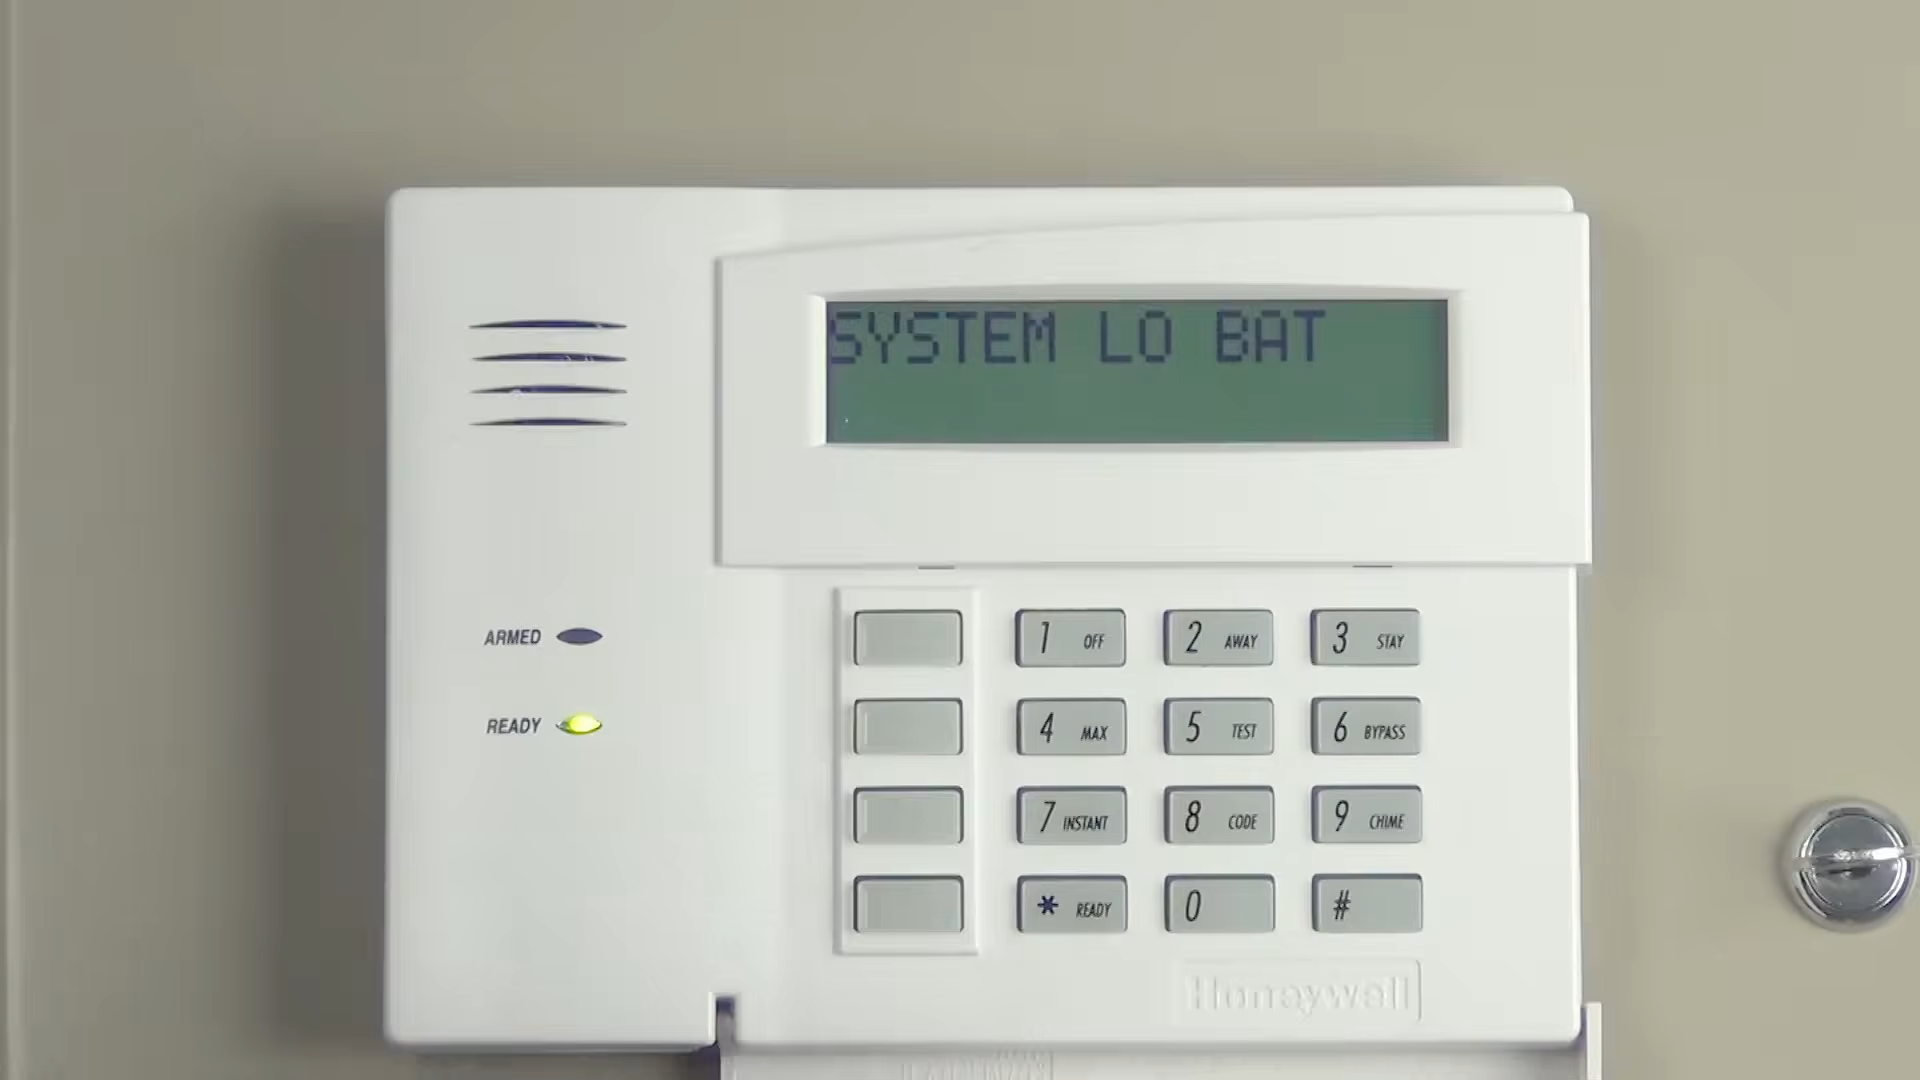 SYSTEM LO BAT
ARMED
READY
1 OFF
2 AWAY
3 STAY
4 MAX
5 TEST
6 BYPASS
7 INSTANT
8 CODE
9 CHIME
* READY
0
#
Honeywell